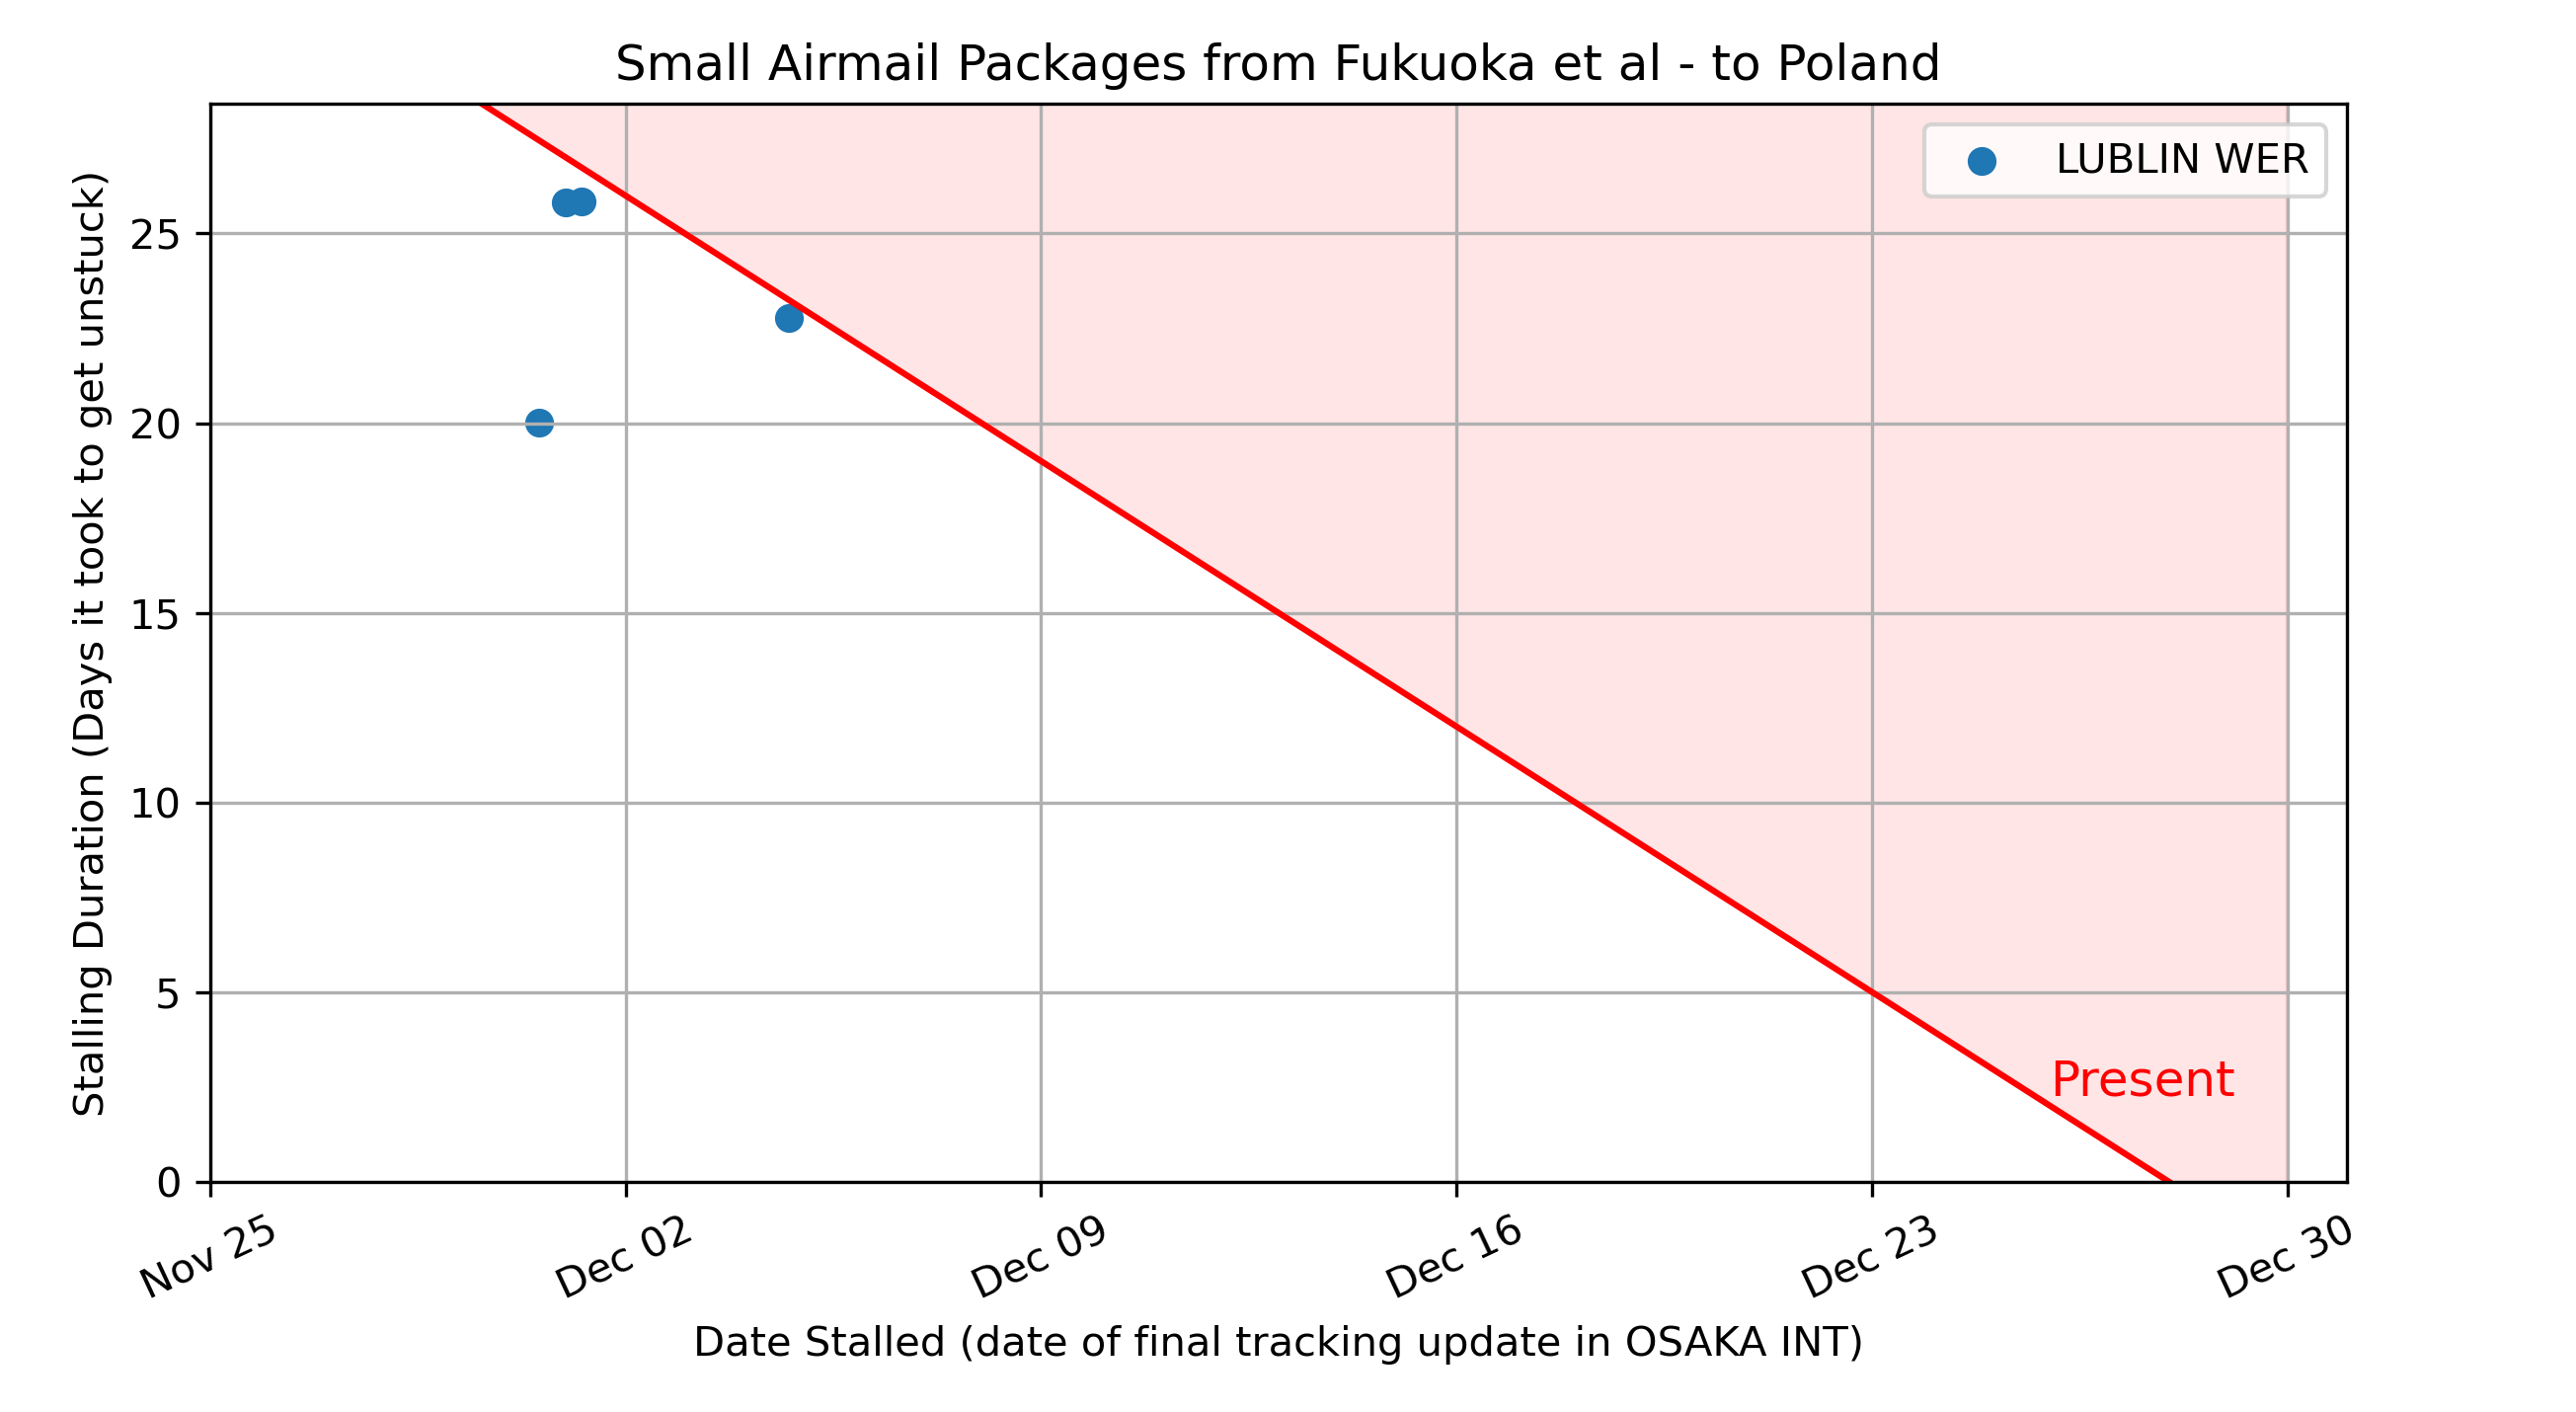 Small Airmail Packages from Fukuoka et al - to Poland
LUBLIN WER
Stalling Duration (Days it took to get unstuck)
25
20
15
10
5
0
Present
Nov 25
Dec 02
Dec 09
Dec 16
Dec 23
Dec 30
Date Stalled (date of final tracking update in OSAKA INT)